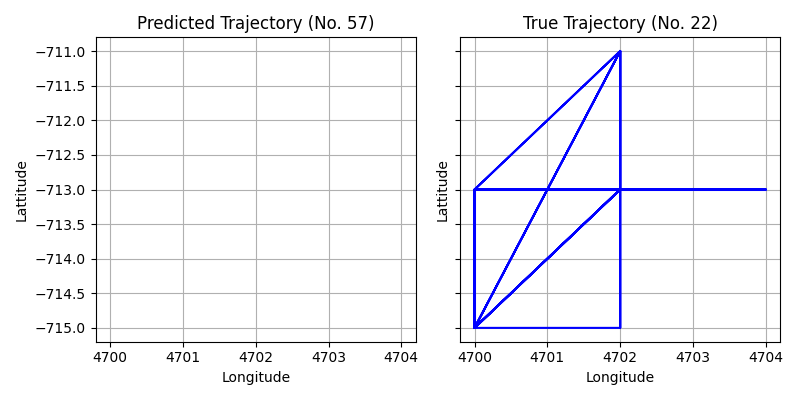 Predicted Trajectory (No. 57)
−711.0
−711.5
−712.0
−712.5
−713.0
−713.5
−714.0
−714.5
−715.0
Lattitude
4700 4701 4702 4703 4704
Longitude
True Trajectory (No. 22)
Lattitude
4700 4701 4702 4703 4704
Longitude